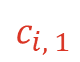 c_{i, 1}